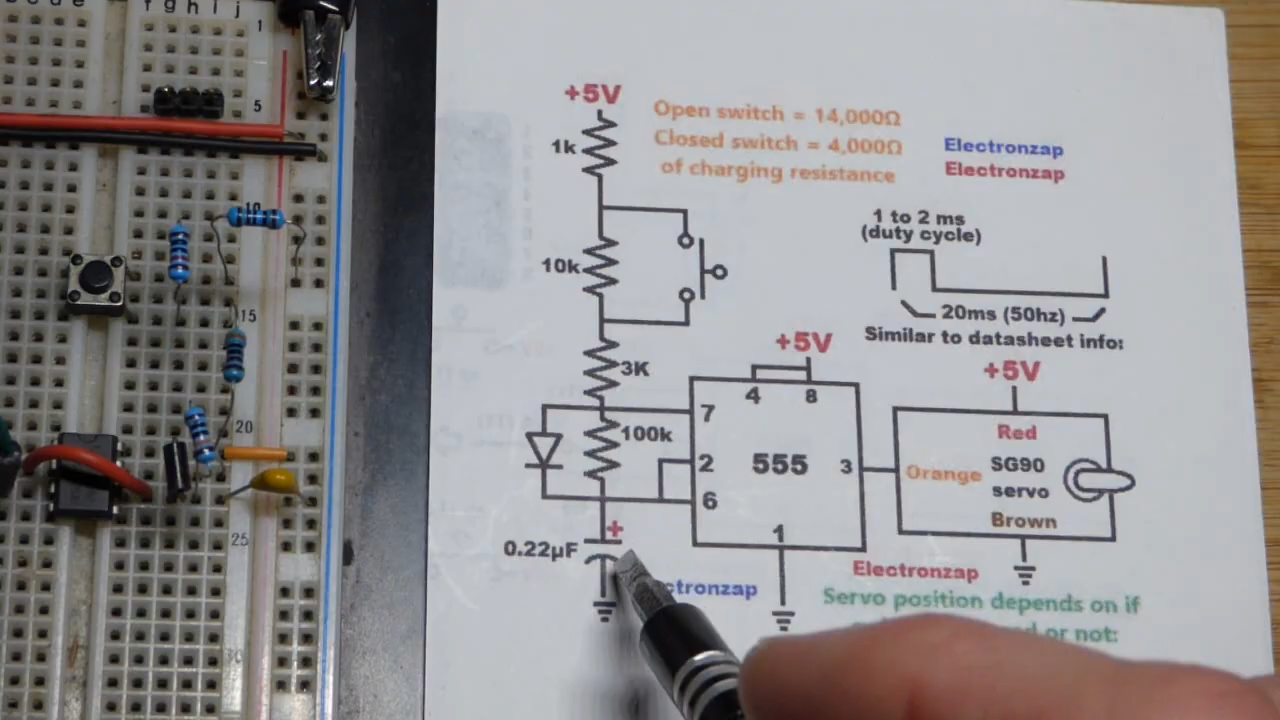 c d e
f g h i j
1
5
10
15
20
25
30
+5V
1k
10k
3K
100k
0.22µF
+
Open switch = 14,000Ω
Closed switch = 4,000Ω
of charging resistance
Electronzap
Electronzap
1 to 2 ms
(duty cycle)
20ms (50hz)
Similar to datasheet info:
+5V
4 8
7
2
6
555
3
1
+5V
Red
Orange
SG90
servo
Brown
Electronzap
Servo position depends on if
or not: